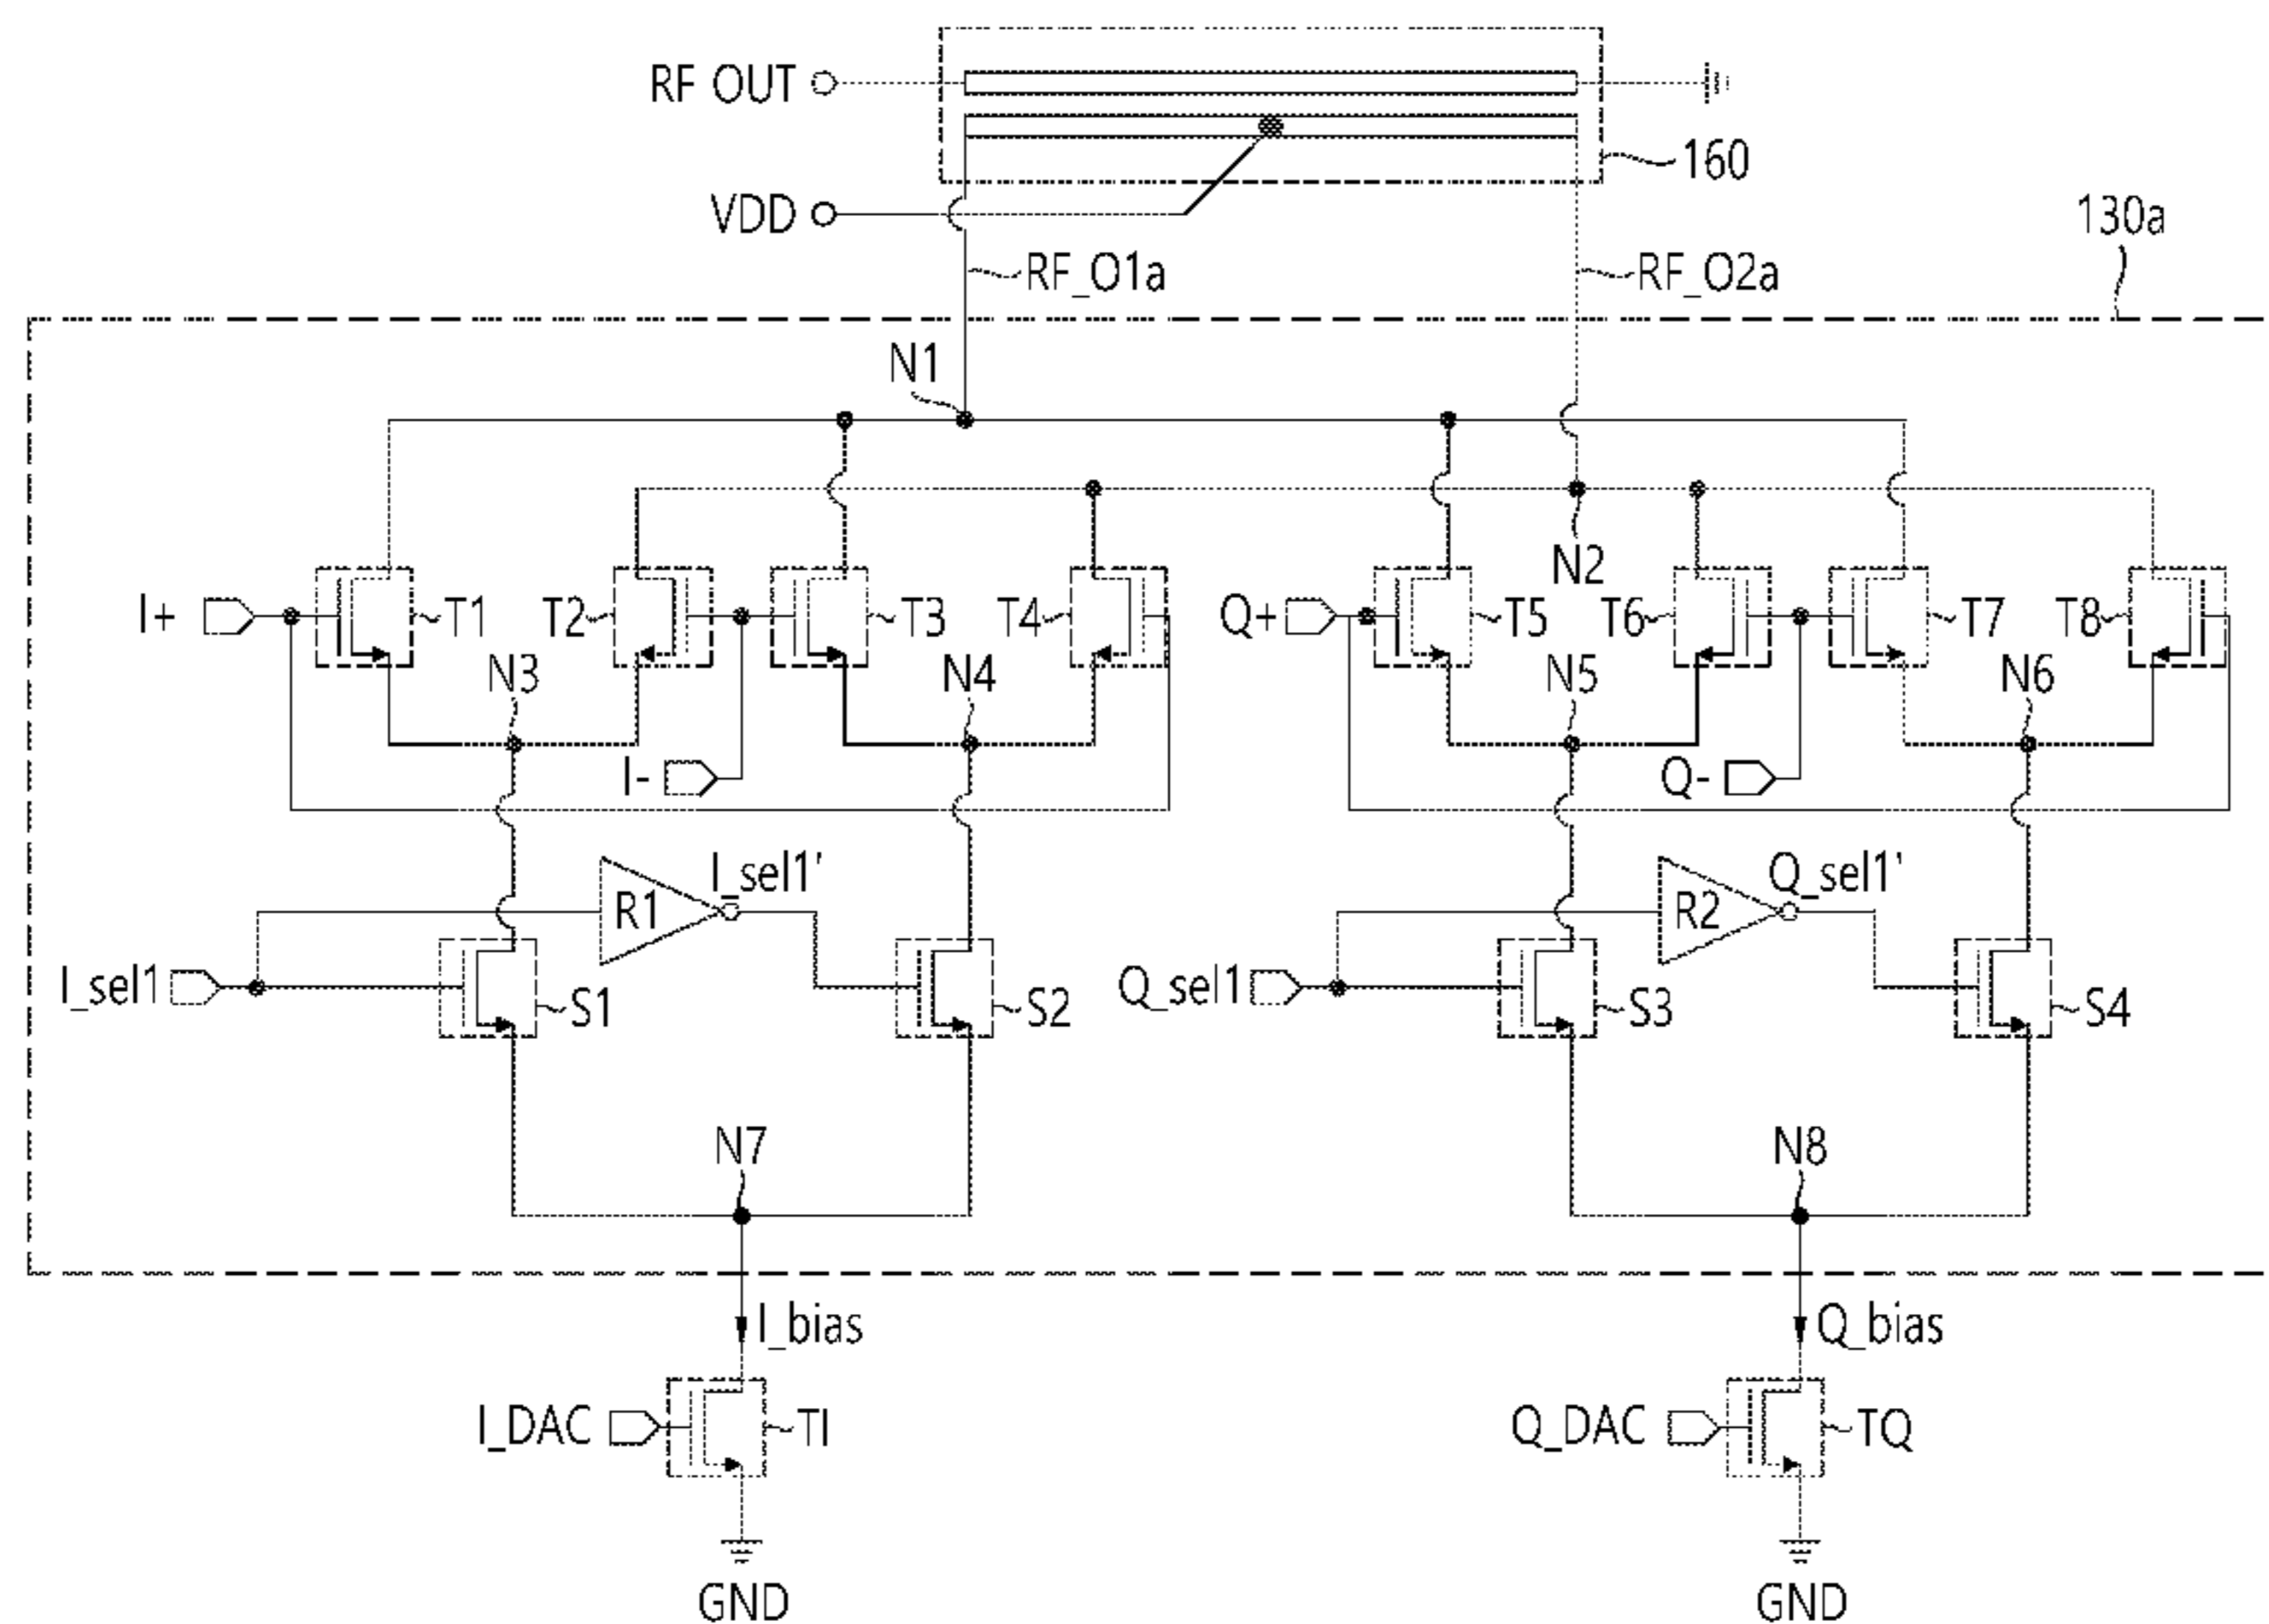 RF OUT
160
VDD
130a
RF_O1a
RF_O2a
N1
N2
I+
T1
T2
T3
T4
Q+
T5
T6
T7
T8
N3
N4
N5
N6
I-
Q-
I_sel1'
Q_sel1'
R1
R2
I_sel1
S1
S2
Q_sel1
S3
S4
N7
N8
I_bias
Q_bias
I_DAC
TI
Q_DAC
TQ
GND
GND